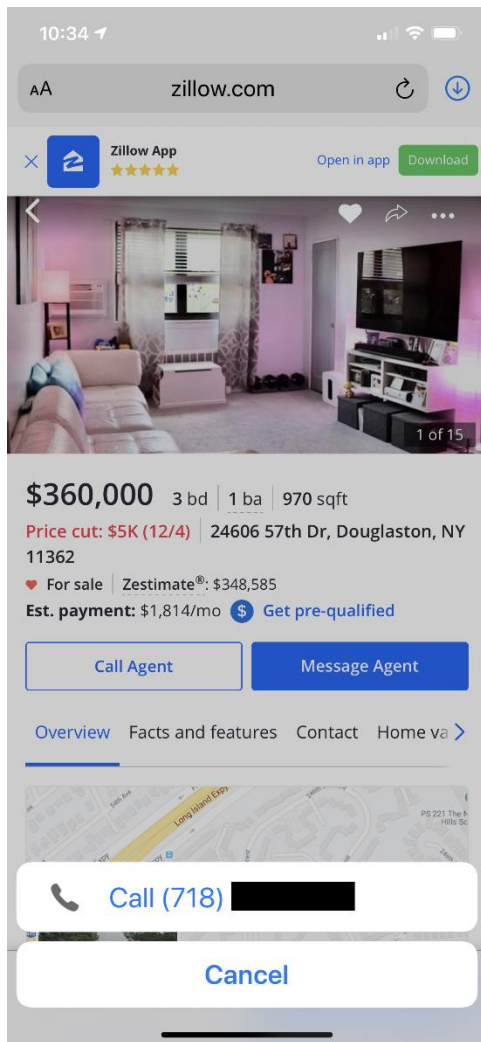 10:34
AA zillow.com
Zillow App
Open in app Download
1 of 15
$360,000 3 bd 1 ba 970 sqft
Price cut: $5K (12/4) 24606 57th Dr, Douglaston, NY
11362
For sale Zestimate®: $348,585
Est. payment: $1,814/mo $ Get pre-qualified
Call Agent Message Agent
Overview Facts and features Contact Home va
54th Ave Long Island Expy 246th
PS 221 The N
Hills Sc
Call (718)
Cancel